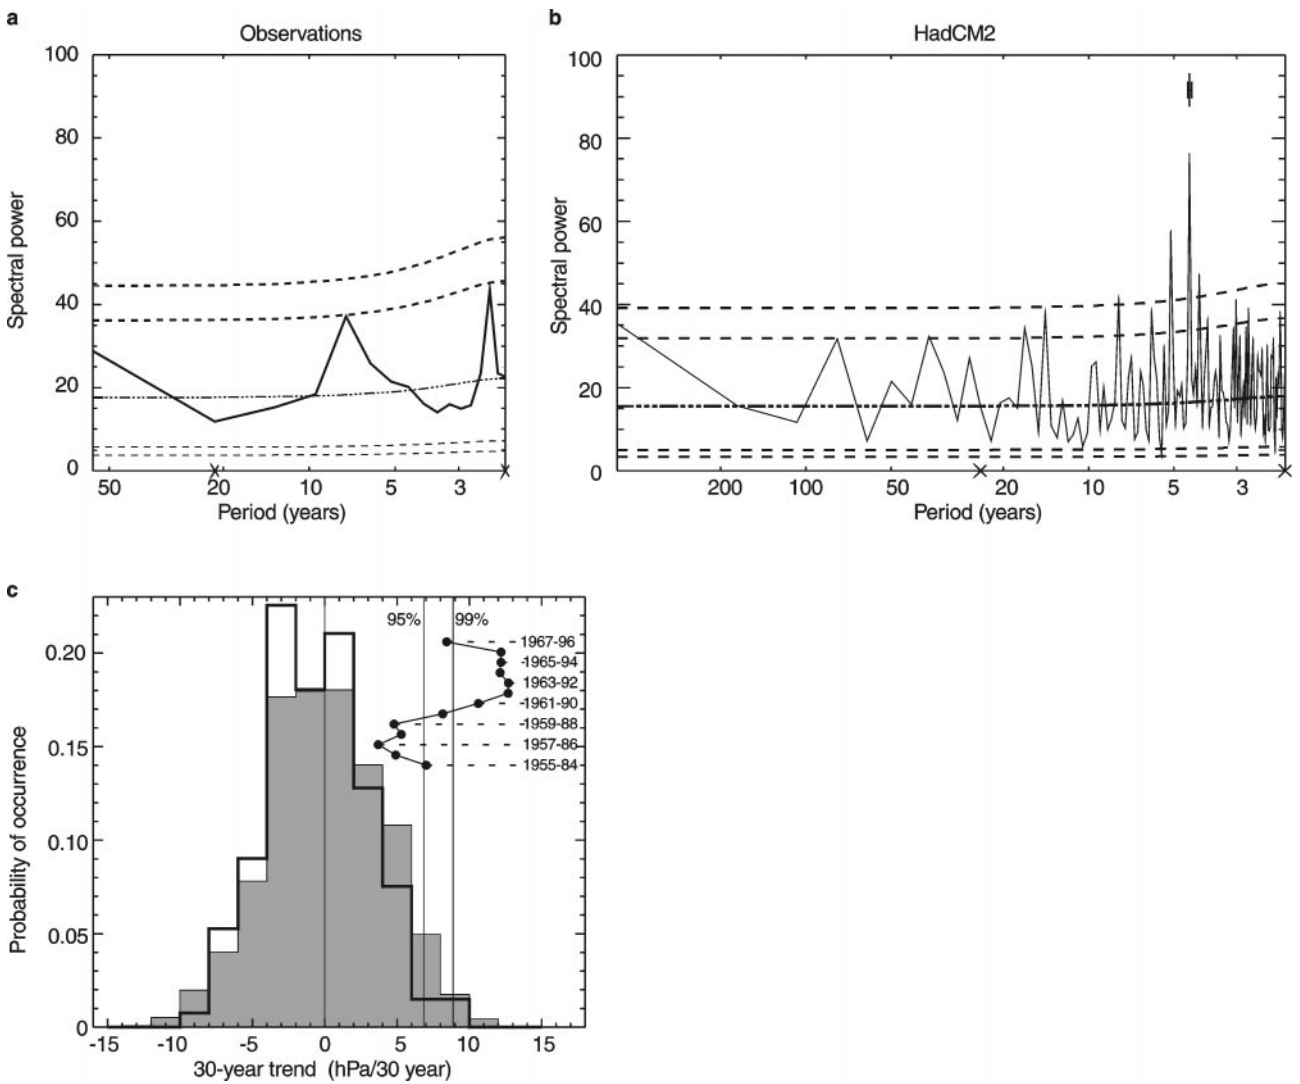 a
Observations
100
80
60
40
20
0
Spectral power
50 20 10 5 3
Period (years)
b
HadCM2
100
80
60
40
20
0
Spectral power
200 100 50 20 10 5 3
Period (years)
c
95% 99%
1967-96
1965-94
1963-92
1961-90
1959-88
1957-86
1955-84
0.20
0.15
0.10
0.05
0
Probability of occurrence
-15 -10 -5 0 5 10 15
30-year trend (hPa/30 year)